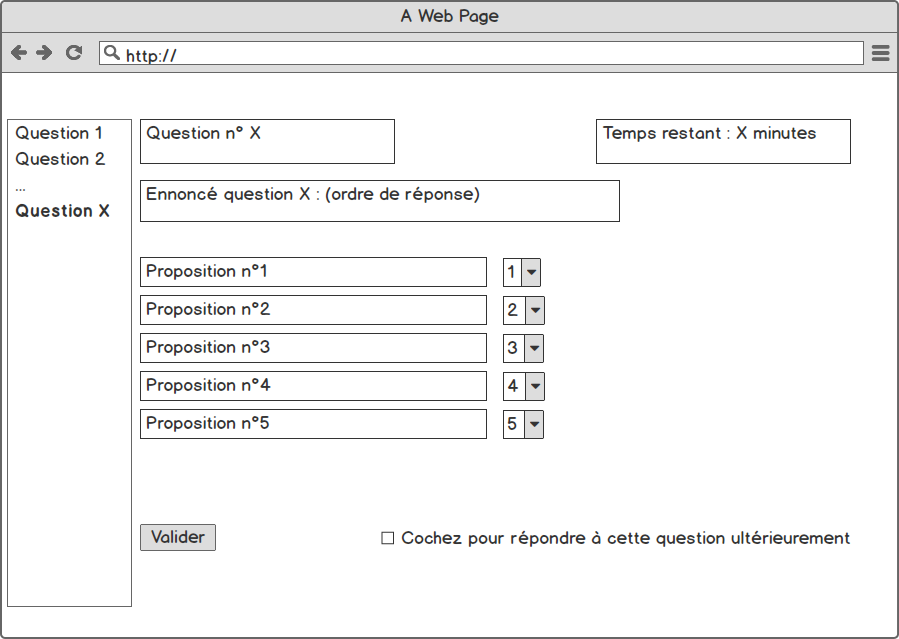 A Web Page
http://
Question 1
Question 2
...
Question X
Question n° X
Temps restant : X minutes
Ennoncé question X : (ordre de réponse)
Proposition n°1
1
Proposition n°2
2
Proposition n°3
3
Proposition n°4
4
Proposition n°5
5
Valider
Cochez pour répondre à cette question ultérieurement